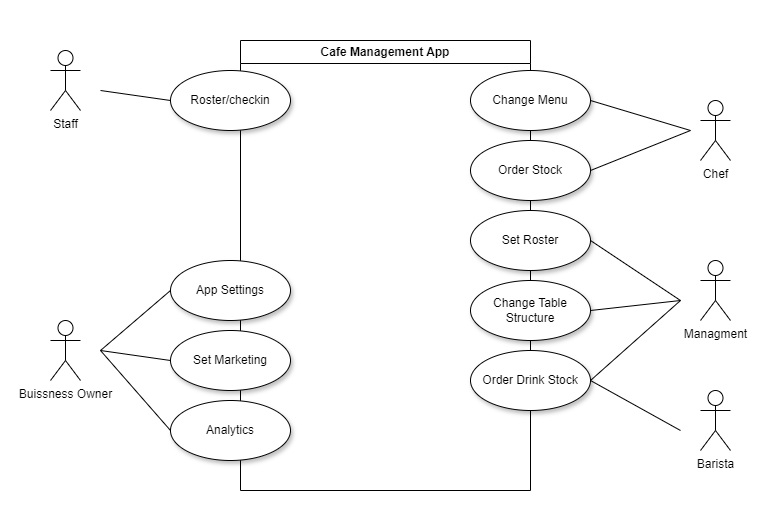 Cafe Management App
Staff
Roster/checkin
Change Menu
Order Stock
Chef
Set Roster
App Settings
Change Table
Structure
Managment
Set Marketing
Order Drink Stock
Buissness Owner
Analytics
Barista